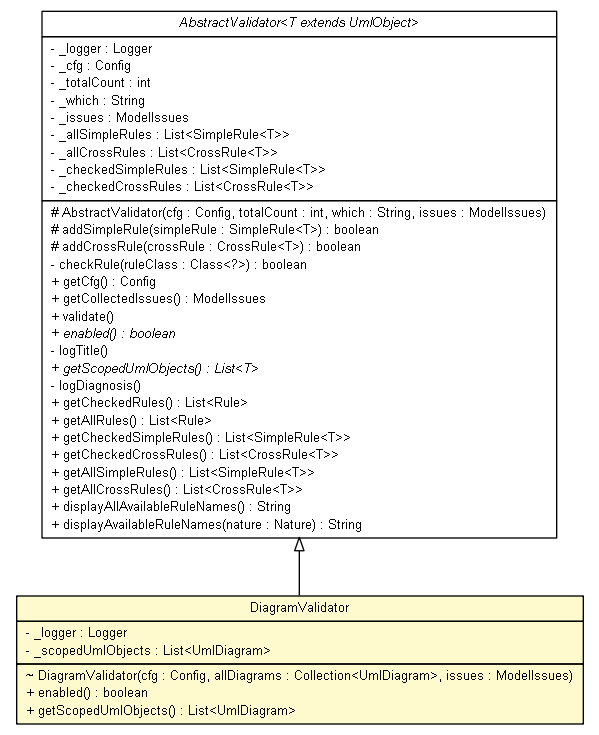 AbstractValidator<T extends UmlObject>
- _logger : Logger
- _cfg : Config
- _totalCount : int
- _which : String
- _issues : ModelIssues
- _allSimpleRules : List<SimpleRule<T>>
- _allCrossRules : List<CrossRule<T>>
- _checkedSimpleRules : List<SimpleRule<T>>
- _checkedCrossRules : List<CrossRule<T>>
# AbstractValidator(cfg : Config, totalCount : int, which : String, issues : ModelIssues)
# addSimpleRule(simpleRule : SimpleRule<T>) : boolean
# addCrossRule(crossRule : CrossRule<T>) : boolean
- checkRule(ruleClass : Class<?>) : boolean
+ getCfg() : Config
+ getCollectedIssues() : ModelIssues
+ validate()
+ enabled() : boolean
- logTitle()
+ getScopedUmlObjects() : List<T>
- logDiagnosis()
+ getCheckedRules() : List<Rule>
+ getAllRules() : List<Rule>
+ getCheckedSimpleRules() : List<SimpleRule<T>>
+ getCheckedCrossRules() : List<CrossRule<T>>
+ getAllSimpleRules() : List<SimpleRule<T>>
+ getAllCrossRules() : List<CrossRule<T>>
+ displayAllAvailableRuleNames() : String
+ displayAvailableRuleNames(nature : Nature) : String
DiagramValidator
- _logger : Logger
- _scopedUmlObjects : List<UmlDiagram>
~ DiagramValidator(cfg : Config, allDiagrams : Collection<UmlDiagram>, issues : ModelIssues)
+ enabled() : boolean
+ getScopedUmlObjects() : List<UmlDiagram>